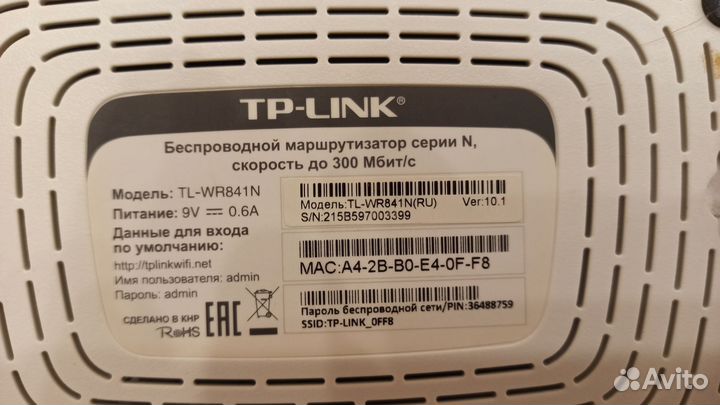 TP-LINK®
Беспроводной маршрутизатор серии N,
скорость до 300 Мбит/с
Модель: TL-WR841N
Питание: 9V ⎓ 0.6A
Данные для входа
по умолчанию:
http://tplinkwifi.net
Имя пользователя: admin
Пароль: admin
СДЕЛАНО В КНР
RoHS
EAC
Модель:TL-WR841N(RU) Ver:10.1
S/N:215B597003399
MAC:A4-2B-B0-E4-0F-F8
Пароль беспроводной сети/PIN:36488759
SSID:TP-LINK_0FF8
Avito